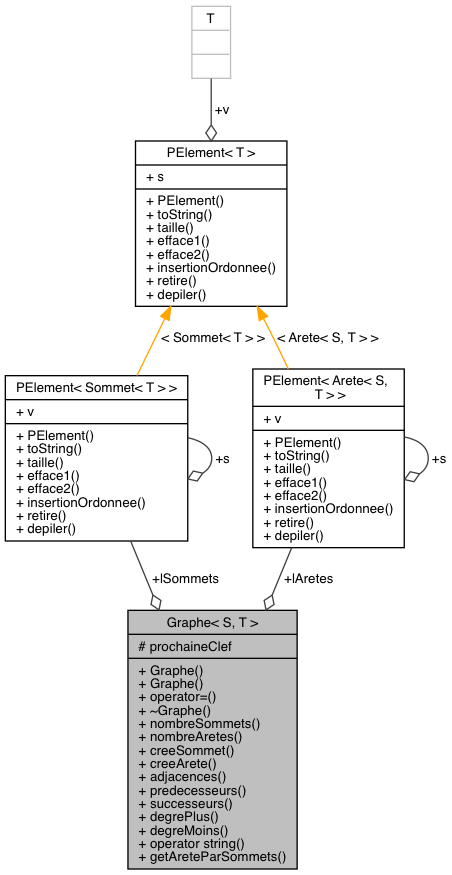 T
+v
PElement< T >
+ s
+ PElement()
+ toString()
+ taille()
+ efface1()
+ efface2()
+ insertionOrdonnee()
+ retire()
+ depiler()
< Sommet< T > >
< Arete< S, T > >
PElement< Sommet< T > >
+ v
+ PElement()
+ toString()
+ taille()
+ efface1()
+ efface2()
+ insertionOrdonnee()
+ retire()
+ depiler()
+s
PElement< Arete< S,
T > >
+ v
+ PElement()
+ toString()
+ taille()
+ efface1()
+ efface2()
+ insertionOrdonnee()
+ retire()
+ depiler()
+s
+lSommets
+lAretes
Graphe< S, T >
# prochaineClef
+ Graphe()
+ Graphe()
+ operator=()
+ ~Graphe()
+ nombreSommets()
+ nombreAretes()
+ creeSommet()
+ creeArete()
+ adjacences()
+ predecesseurs()
+ successeurs()
+ degrePlus()
+ degreMoins()
+ operator string()
+ getAreteParSommets()